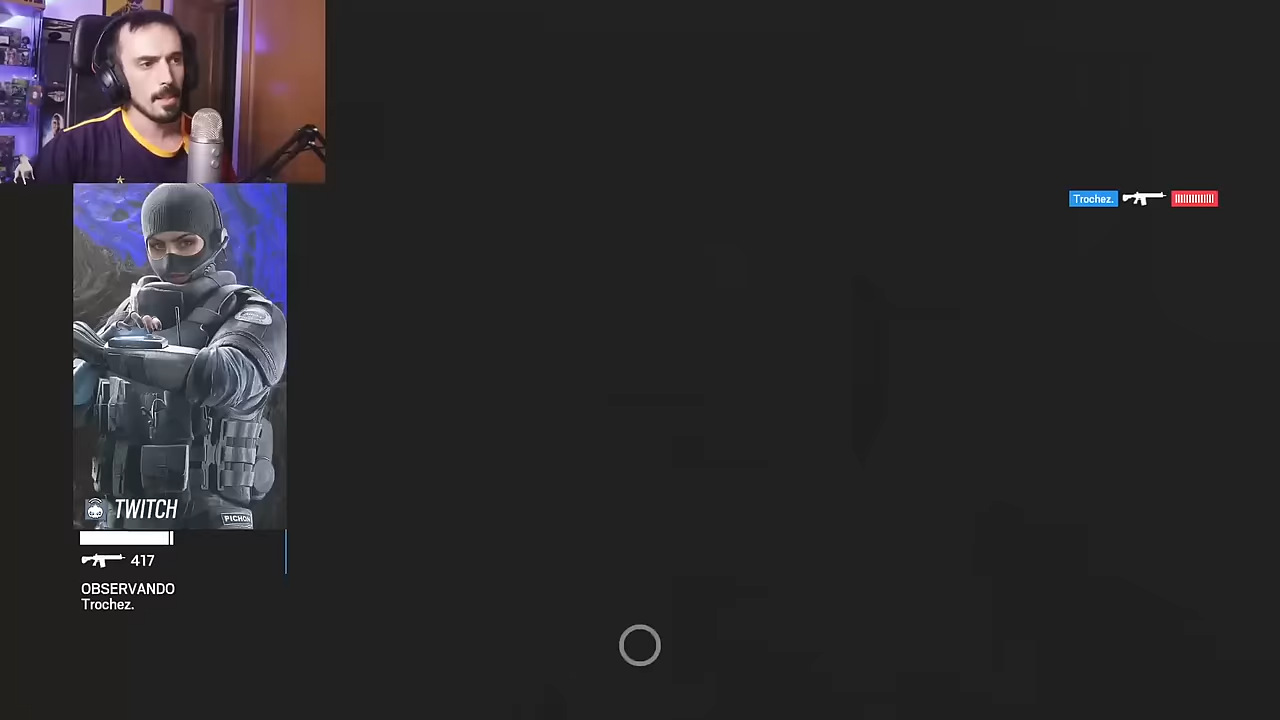 Trochez.
TWITCH
PICHON
417
OBSERVANDO
Trochez.